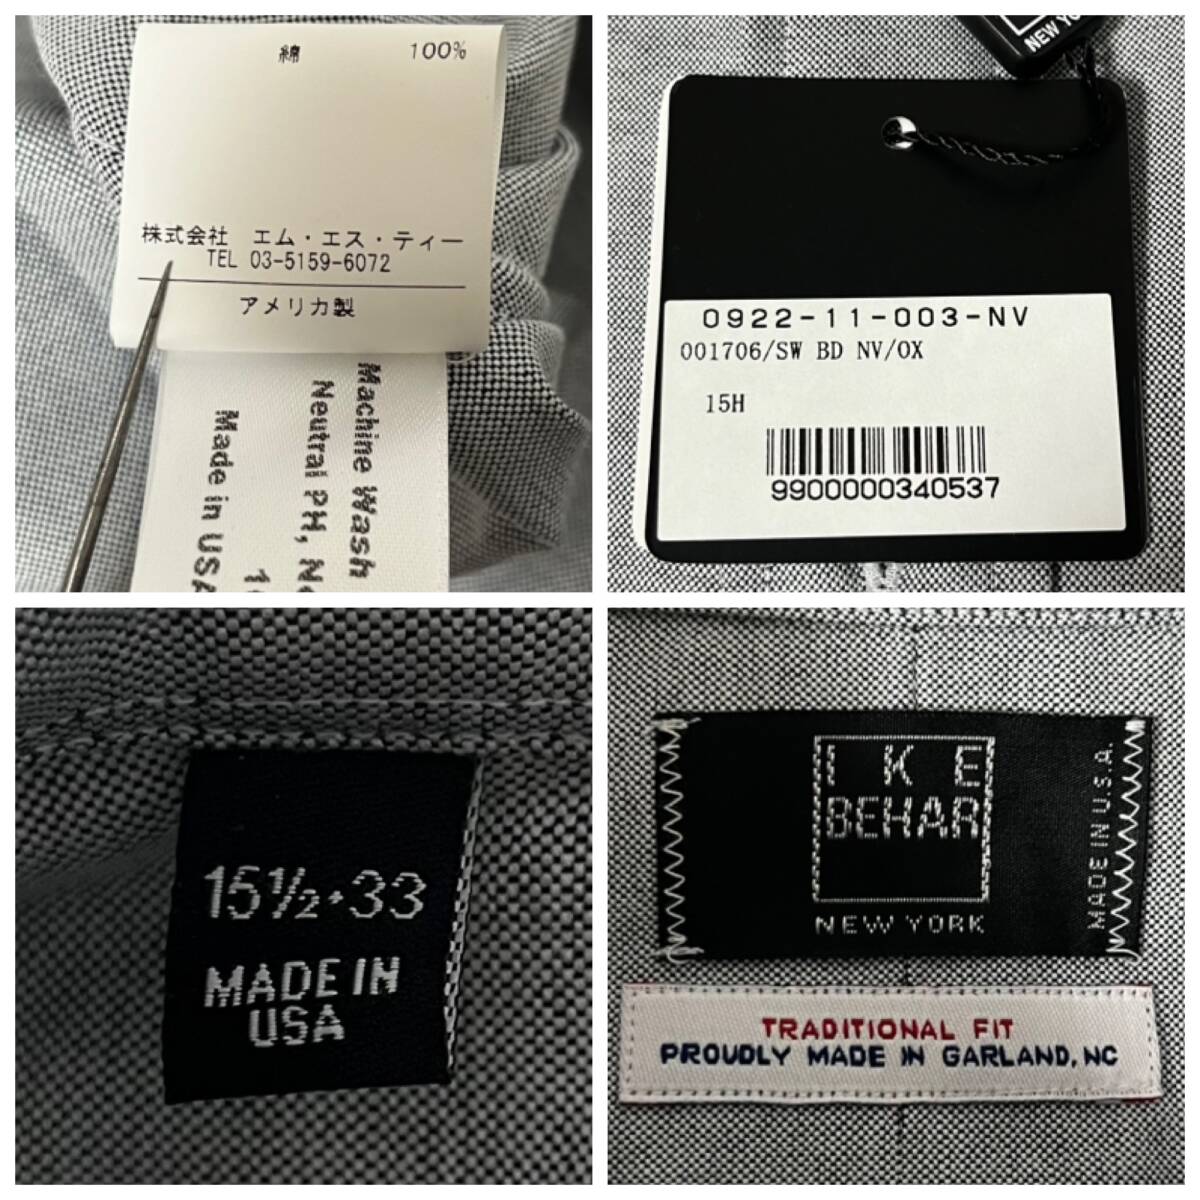 綿 100%
株式会社 エム・エス・ティー
TEL 03-5159-6072
アメリカ製
Machine Wash
Neutral PH,
Made in USA
NEW YO
0922-11-003-NV
001706/SW BD NV/OX
15H
9900000340537
15½・33
MADE IN
USA
IKE
BEHAR
NEW YORK
MADE IN U.S.A.
TRADITIONAL FIT
PROUDLY MADE IN GARLAND, NC